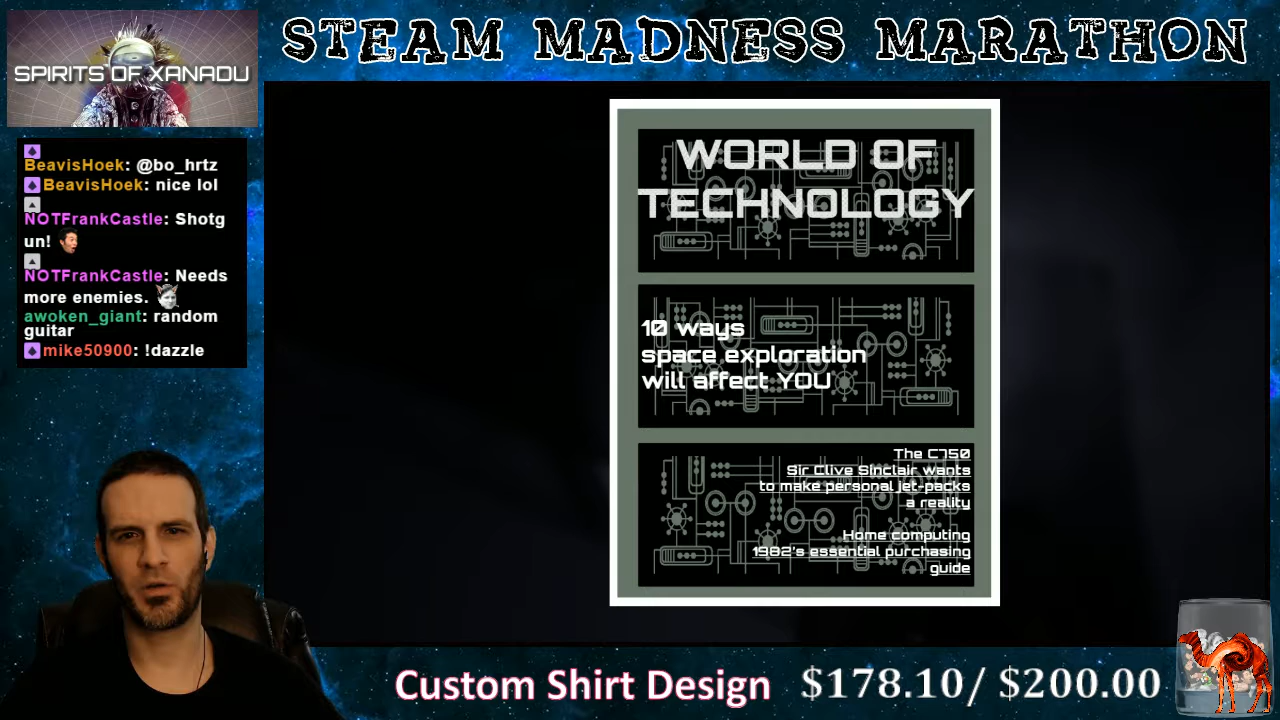 STEAM MADNESS MARATHON
SPIRITS OF XANADU
BeavisHoek: @bo_hrtz
BeavisHoek: nice lol
NOTFrankCastle: Shotg
un!
NOTFrankCastle: Needs
more enemies.
awoken_giant: random
guitar
mike50900: !dazzle
WORLD OF
TECHNOLOGY
10 ways
space exploration
will affect YOU
The C750
Sir Clive Sinclair wants
to make personal jet-packs
a reality
Home computing
1982's essential purchasing
guide
Custom Shirt Design $178.10/ $200.00